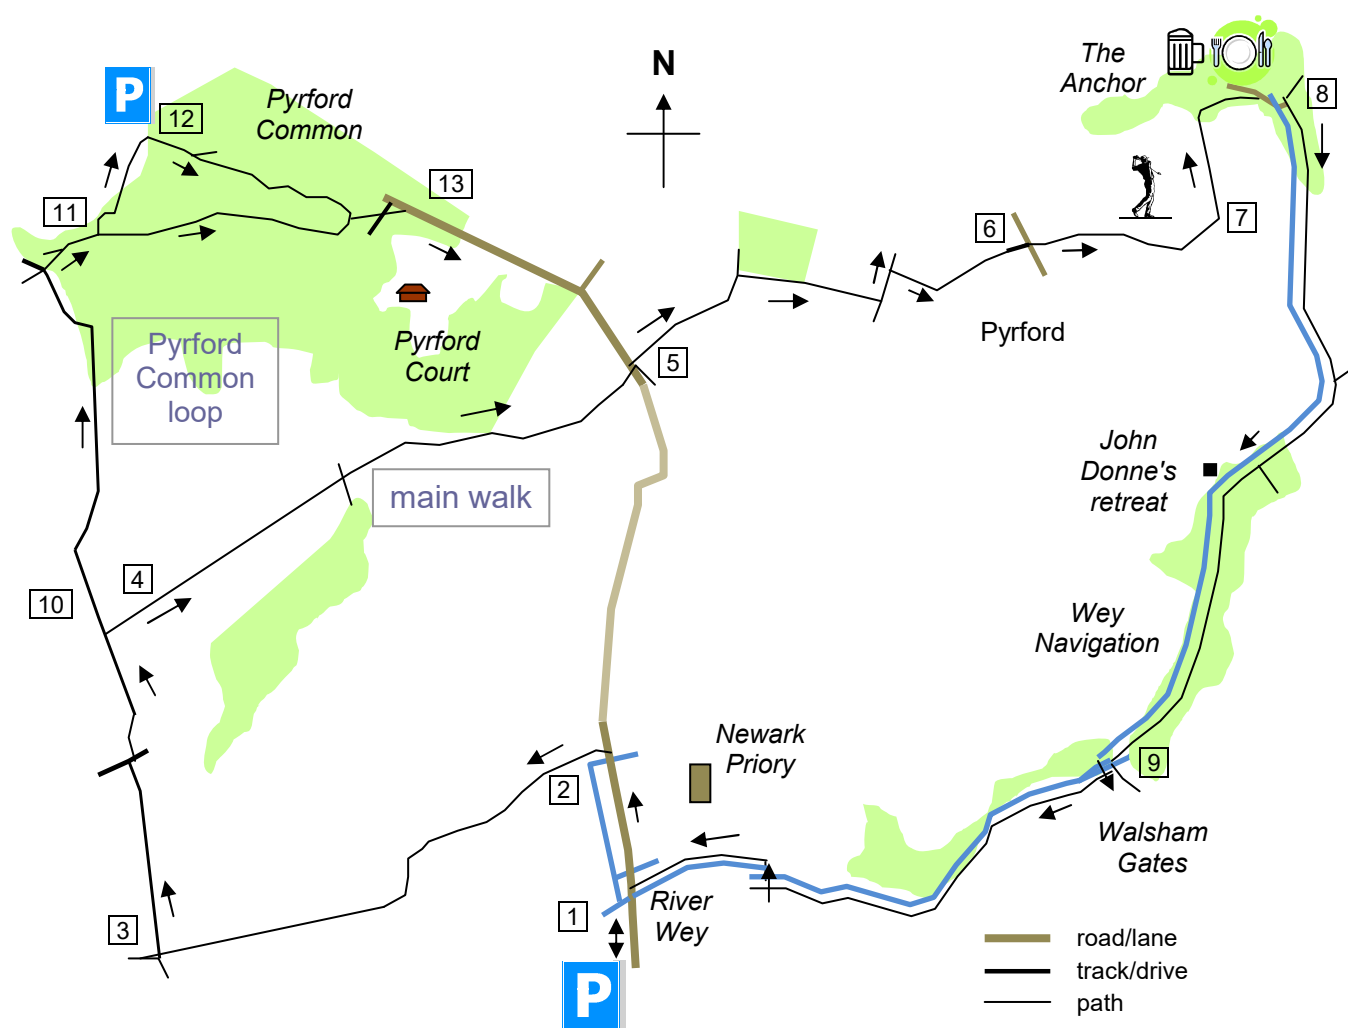 The
Anchor
N
P
12
Pyrford
Common
8
13
11
6
7
Pyrford
Common
loop
Pyrford
Court
5
Pyrford
John
Donne's
retreat
main walk
4
10
Wey
Navigation
Newark
Priory
2
9
Walsham
Gates
3
1
River
Wey
P
road/lane
track/drive
path